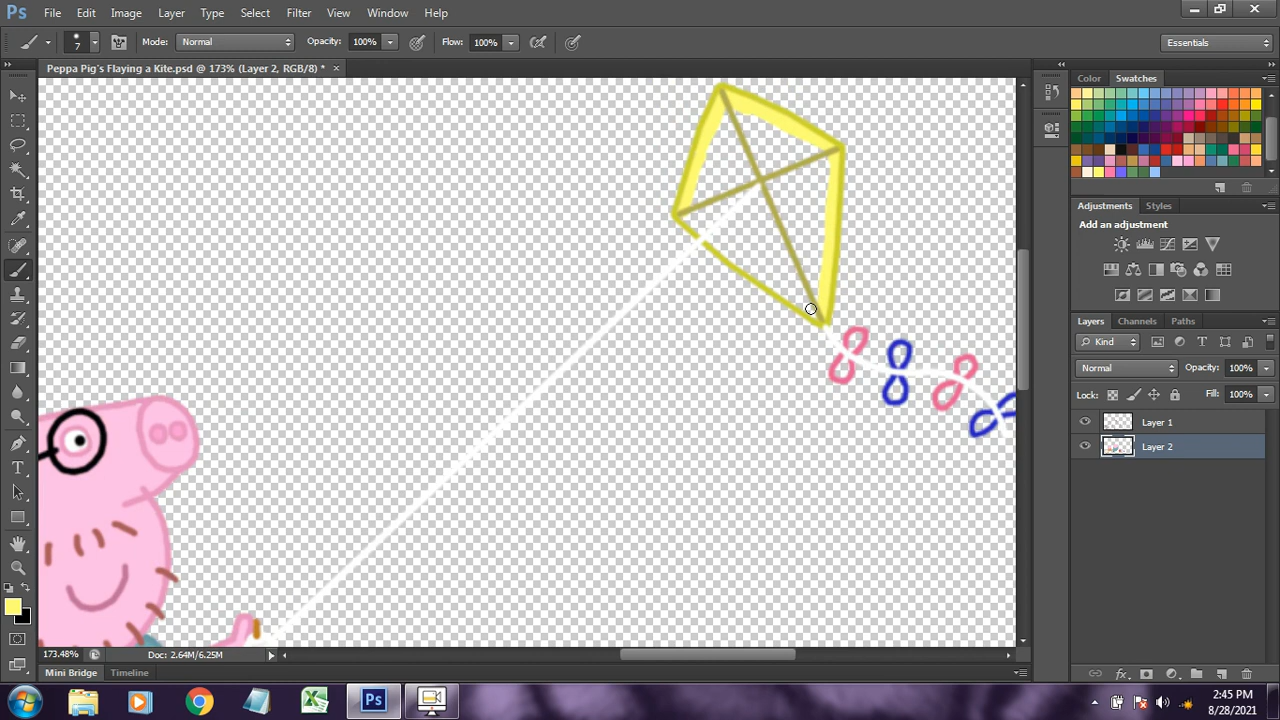 Ps File Edit Image Layer Type Select Filter View Window Help
7 Mode: Normal Opacity: 100% Flow: 100% Essentials
Peppa Pig's Flaying a Kite.psd @ 173% (Layer 2, RGB/8) * ×
Color Swatches
Adjustments Styles
Add an adjustment
Layers Channels Paths
Kind
Normal Opacity: 100%
Lock: Fill: 100%
Layer 1
Layer 2
173.48% Doc: 2.64M/6.25M
Mini Bridge Timeline
Ps
2:45 PM
8/28/2021